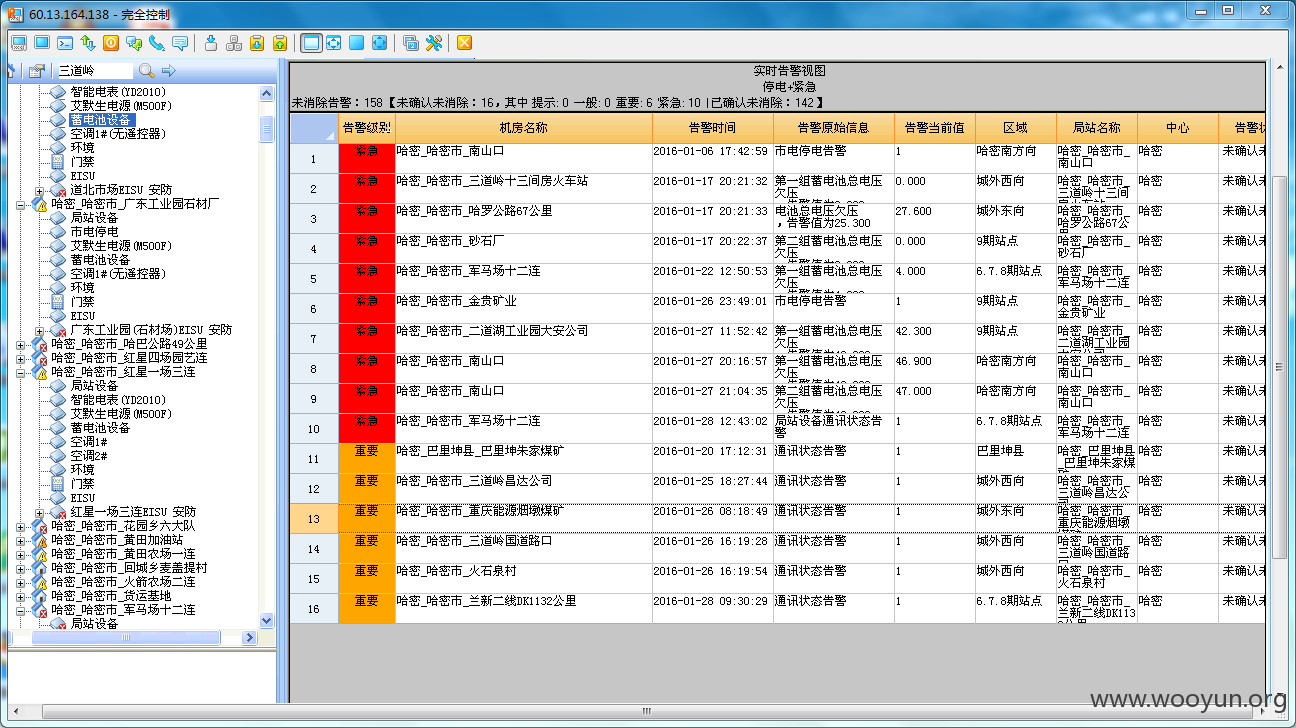 60.13.164.138 - 完全控制
三道岭
智能电表(YD2010)
艾默生电源(M500F)
蓄电池设备
空调1#(无遥控器)
环境
门禁
EISU
道北市场EISU 安防
哈密_哈密市_广东工业园石材厂
局站设备
市电停电
艾默生电源(M500F)
蓄电池设备
空调1#(无遥控器)
环境
门禁
EISU
广东工业园(石材场)EISU 安防
哈密_哈密市_哈巴公路49公里
哈密_哈密市_红星四场园艺连
哈密_哈密市_红星一场三连
局站设备
智能电表(YD2010)
艾默生电源(M500F)
蓄电池设备
空调1#
空调2#
环境
门禁
EISU
红星一场三连EISU 安防
哈密_哈密市_花园乡六大队
哈密_哈密市_黄田加油站
哈密_哈密市_黄田农场一连
哈密_哈密市_回城乡麦盖提村
哈密_哈密市_火箭农场二连
哈密_哈密市_货运基地
哈密_哈密市_军马场十二连
局站设备
实时告警视图
停电+紧急
未消除告警：158【未确认未消除：16，其中 提示：0 一般：0 重要：6 紧急：10 |已确认未消除：142】
告警级别 机房名称 告警时间 告警原始信息 告警当前值 区域 局站名称 中心 告警状
1 紧急 哈密_哈密市_南山口 2016-01-06 17:42:59 市电停电告警 1 哈密南方向 哈密_哈密市_南山口 哈密 未确认未
2 紧急 哈密_哈密市_三道岭十三间房火车站 2016-01-17 20:21:32 第一组蓄电池总电压欠压 0.000 城外西向 哈密_哈密市_三道岭十三间 哈密 未确认未
3 紧急 哈密_哈密市_哈罗公路67公里 2016-01-17 20:21:33 电池总电压欠压，告警值为25.300 27.600 城外东向 哈密_哈密市_哈罗公路67公 哈密 未确认未
4 紧急 哈密_哈密市_砂石厂 2016-01-17 20:22:37 第二组蓄电池总电压欠压 0.000 9期站点 哈密_哈密市_砂石厂 哈密 未确认未
5 紧急 哈密_哈密市_军马场十二连 2016-01-22 12:50:53 第一组蓄电池总电压欠压 4.000 6.7.8期站点 哈密_哈密市_军马场十二连 哈密 未确认未
6 紧急 哈密_哈密市_金贵矿业 2016-01-26 23:49:01 市电停电告警 1 9期站点 哈密_哈密市_金贵矿业 哈密 未确认未
7 紧急 哈密_哈密市_二道湖工业园大安公司 2016-01-27 11:52:42 第一组蓄电池总电压欠压 42.300 9期站点 哈密_哈密市_二道湖工业园 哈密 未确认未
8 紧急 哈密_哈密市_南山口 2016-01-27 20:16:57 第一组蓄电池总电压欠压 46.900 哈密南方向 哈密_哈密市_南山口 哈密 未确认未
9 紧急 哈密_哈密市_南山口 2016-01-27 21:04:35 第二组蓄电池总电压欠压 47.000 哈密南方向 哈密_哈密市_南山口 哈密 未确认未
10 紧急 哈密_哈密市_军马场十二连 2016-01-28 12:43:02 局站设备通讯状态告警 1 6.7.8期站点 哈密_哈密市_军马场十二连 哈密 未确认未
11 重要 哈密_巴里坤县_巴里坤朱家煤矿 2016-01-20 17:12:31 通讯状态告警 1 巴里坤县 哈密_巴里坤县_巴里坤朱家煤 哈密 未确认未
12 重要 哈密_哈密市_三道岭昌达公司 2016-01-25 18:27:44 通讯状态告警 1 城外西向 哈密_哈密市_三道岭昌达公 哈密 未确认未
13 重要 哈密_哈密市_重庆能源烟墩煤矿 2016-01-26 08:18:49 通讯状态告警 1 城外东向 哈密_哈密市_重庆能源烟墩 哈密 未确认未
14 重要 哈密_哈密市_三道岭国道路口 2016-01-26 16:19:28 通讯状态告警 1 城外西向 哈密_哈密市_三道岭国道路 哈密 未确认未
15 重要 哈密_哈密市_火石泉村 2016-01-26 16:19:54 通讯状态告警 1 城外西向 哈密_哈密市_火石泉村 哈密 未确认未
16 重要 哈密_哈密市_兰新二线DK1132公里 2016-01-28 09:30:29 通讯状态告警 1 6.7.8期站点 哈密_哈密市_兰新二线DK113 哈密 未确认未
www.wooyun.org